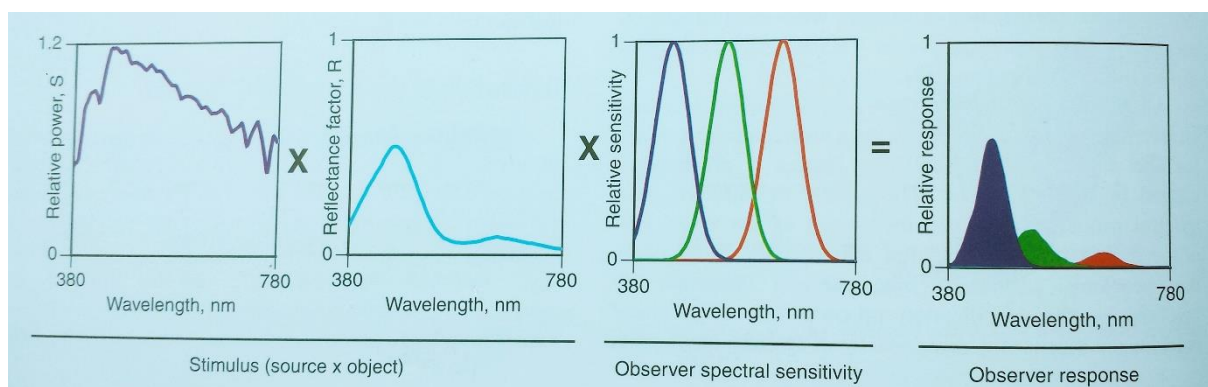 1.2
Relative power, S
0
380
780
Wavelength, nm
X
1
Reflectance factor, R
0
380
780
Wavelength, nm
Stimulus (source x object)
X
1
Relative sensitivity
0
380
780
Wavelength, nm
Observer spectral sensitivity
=
1
Relative response
0
380
780
Wavelength, nm
Observer response